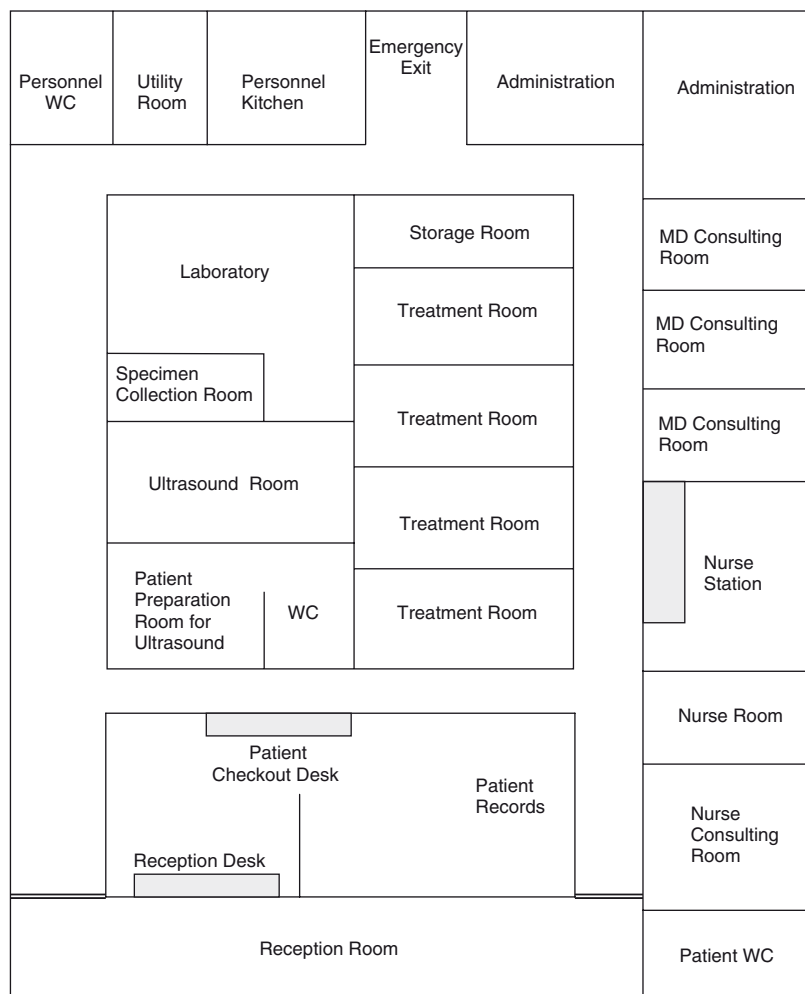 Personnel
WC
Utility
Room
Personnel
Kitchen
Emergency
Exit
Administration
Administration
Laboratory
Storage Room
MD Consulting
Room
Treatment Room
MD Consulting
Room
Specimen
Collection Room
Treatment Room
MD Consulting
Room
Ultrasound Room
Treatment Room
Nurse
Station
Patient
Preparation
Room for
Ultrasound
WC
Treatment Room
Nurse Room
Patient
Checkout Desk
Patient
Records
Nurse
Consulting
Room
Reception Desk
Reception Room
Patient WC